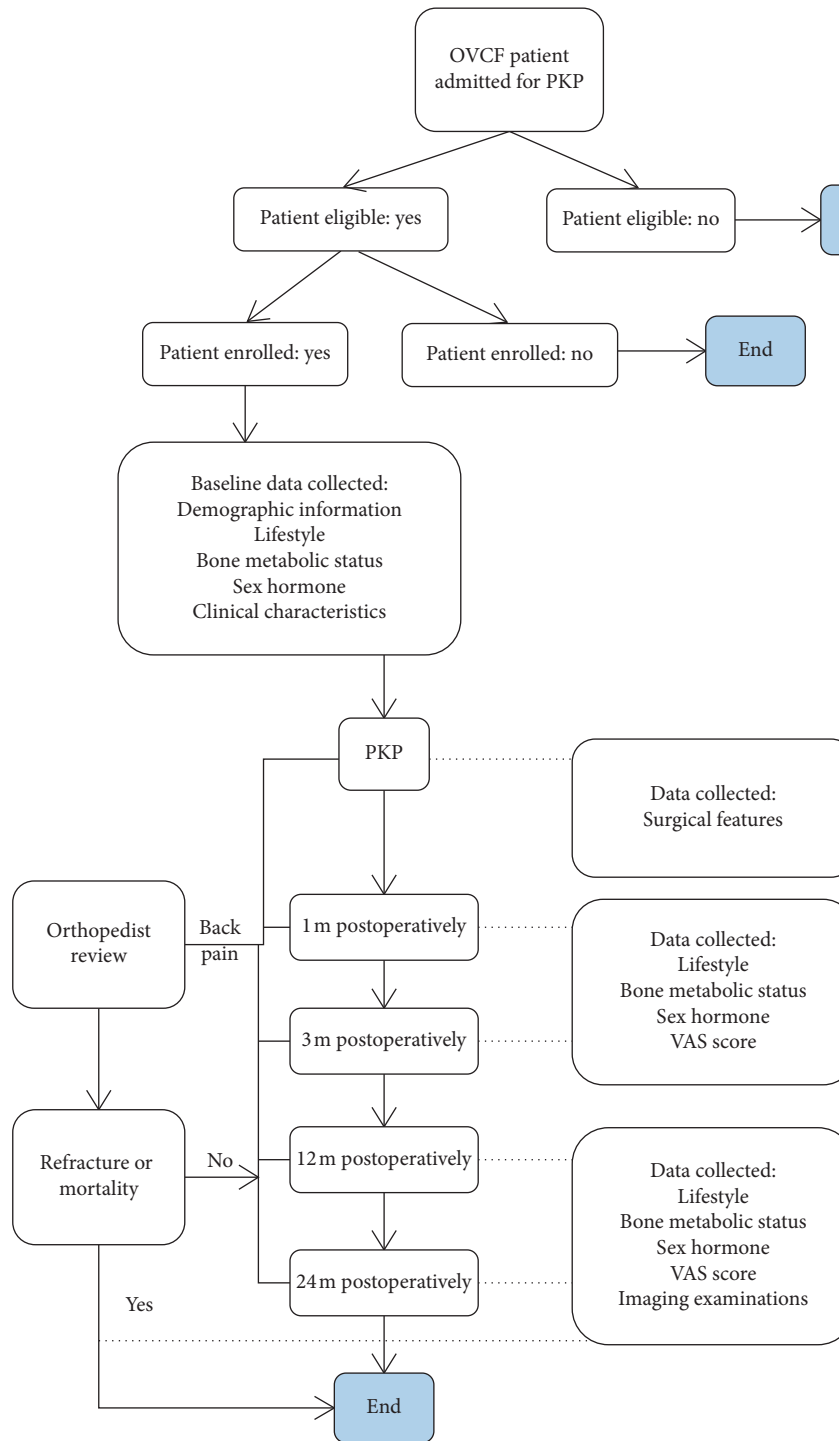 OVCF patient
admitted for PKP
Patient eligible: yes
Patient eligible: no
Patient enrolled: yes
Patient enrolled: no
End
Baseline data collected:
Demographic information
Lifestyle
Bone metabolic status
Sex hormone
Clinical characteristics
PKP
Data collected:
Surgical features
Orthopedist
review
Back
pain
1 m postoperatively
Data collected:
Lifestyle
Bone metabolic status
Sex hormone
VAS score
3 m postoperatively
Refracture or
mortality
No
12 m postoperatively
Data collected:
Lifestyle
Bone metabolic status
Sex hormone
VAS score
Imaging examinations
24 m postoperatively
Yes
End